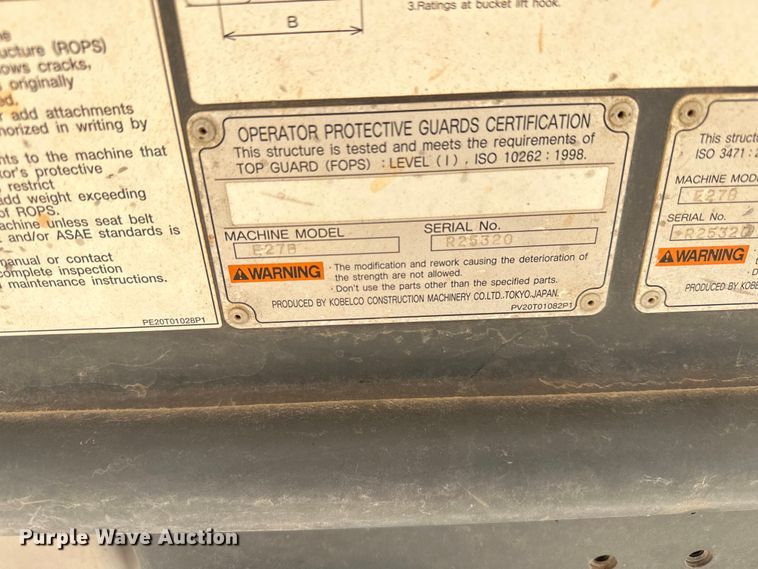 3.Ratings at bucket lift hook.
B
ucture (ROPS)
ows cracks,
originally
add attachments
horized in writing by
nts to the machine that
or's protective
restrict
add weight exceeding
of ROPS.
achine unless seat belt
and/or ASAE standards is
manual or contact
complete inspection
maintenance instructions.
PE20T01028P1
OPERATOR PROTECTIVE GUARDS CERTIFICATION
This structure is tested and meets the requirements of
TOP GUARD (FOPS) : LEVEL (I) , ISO 10262 : 1998.
MACHINE MODEL
E27B
SERIAL No.
R25320
WARNING
· The modification and rework causing the deterioration of
the strength are not allowed.
· Don't use the parts other than the specified parts.
PRODUCED BY KOBELCO CONSTRUCTION MACHINERY CO.LTD.,TOKYO,JAPAN.
PV20T01082P1
This structu
ISO 3471 :
MACHINE MOD
E27B
SERIAL No.
*R25320
WARNING
PRODUCED BY KOBE
Purple Wave Auction